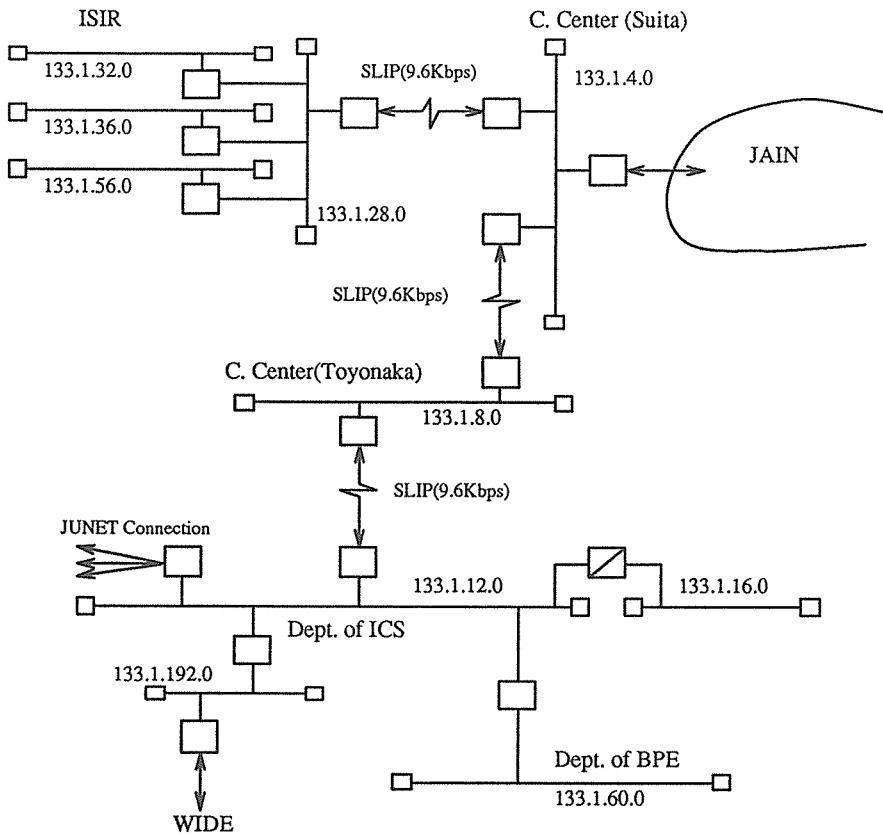 ISIR
C. Center (Suita)
133.1.32.0
SLIP(9.6Kbps)
133.1.4.0
133.1.36.0
JAIN
133.1.56.0
133.1.28.0
SLIP(9.6Kbps)
C. Center(Toyonaka)
133.1.8.0
SLIP(9.6Kbps)
JUNET Connection
133.1.12.0
133.1.16.0
Dept. of ICS
133.1.192.0
Dept. of BPE
133.1.60.0
WIDE